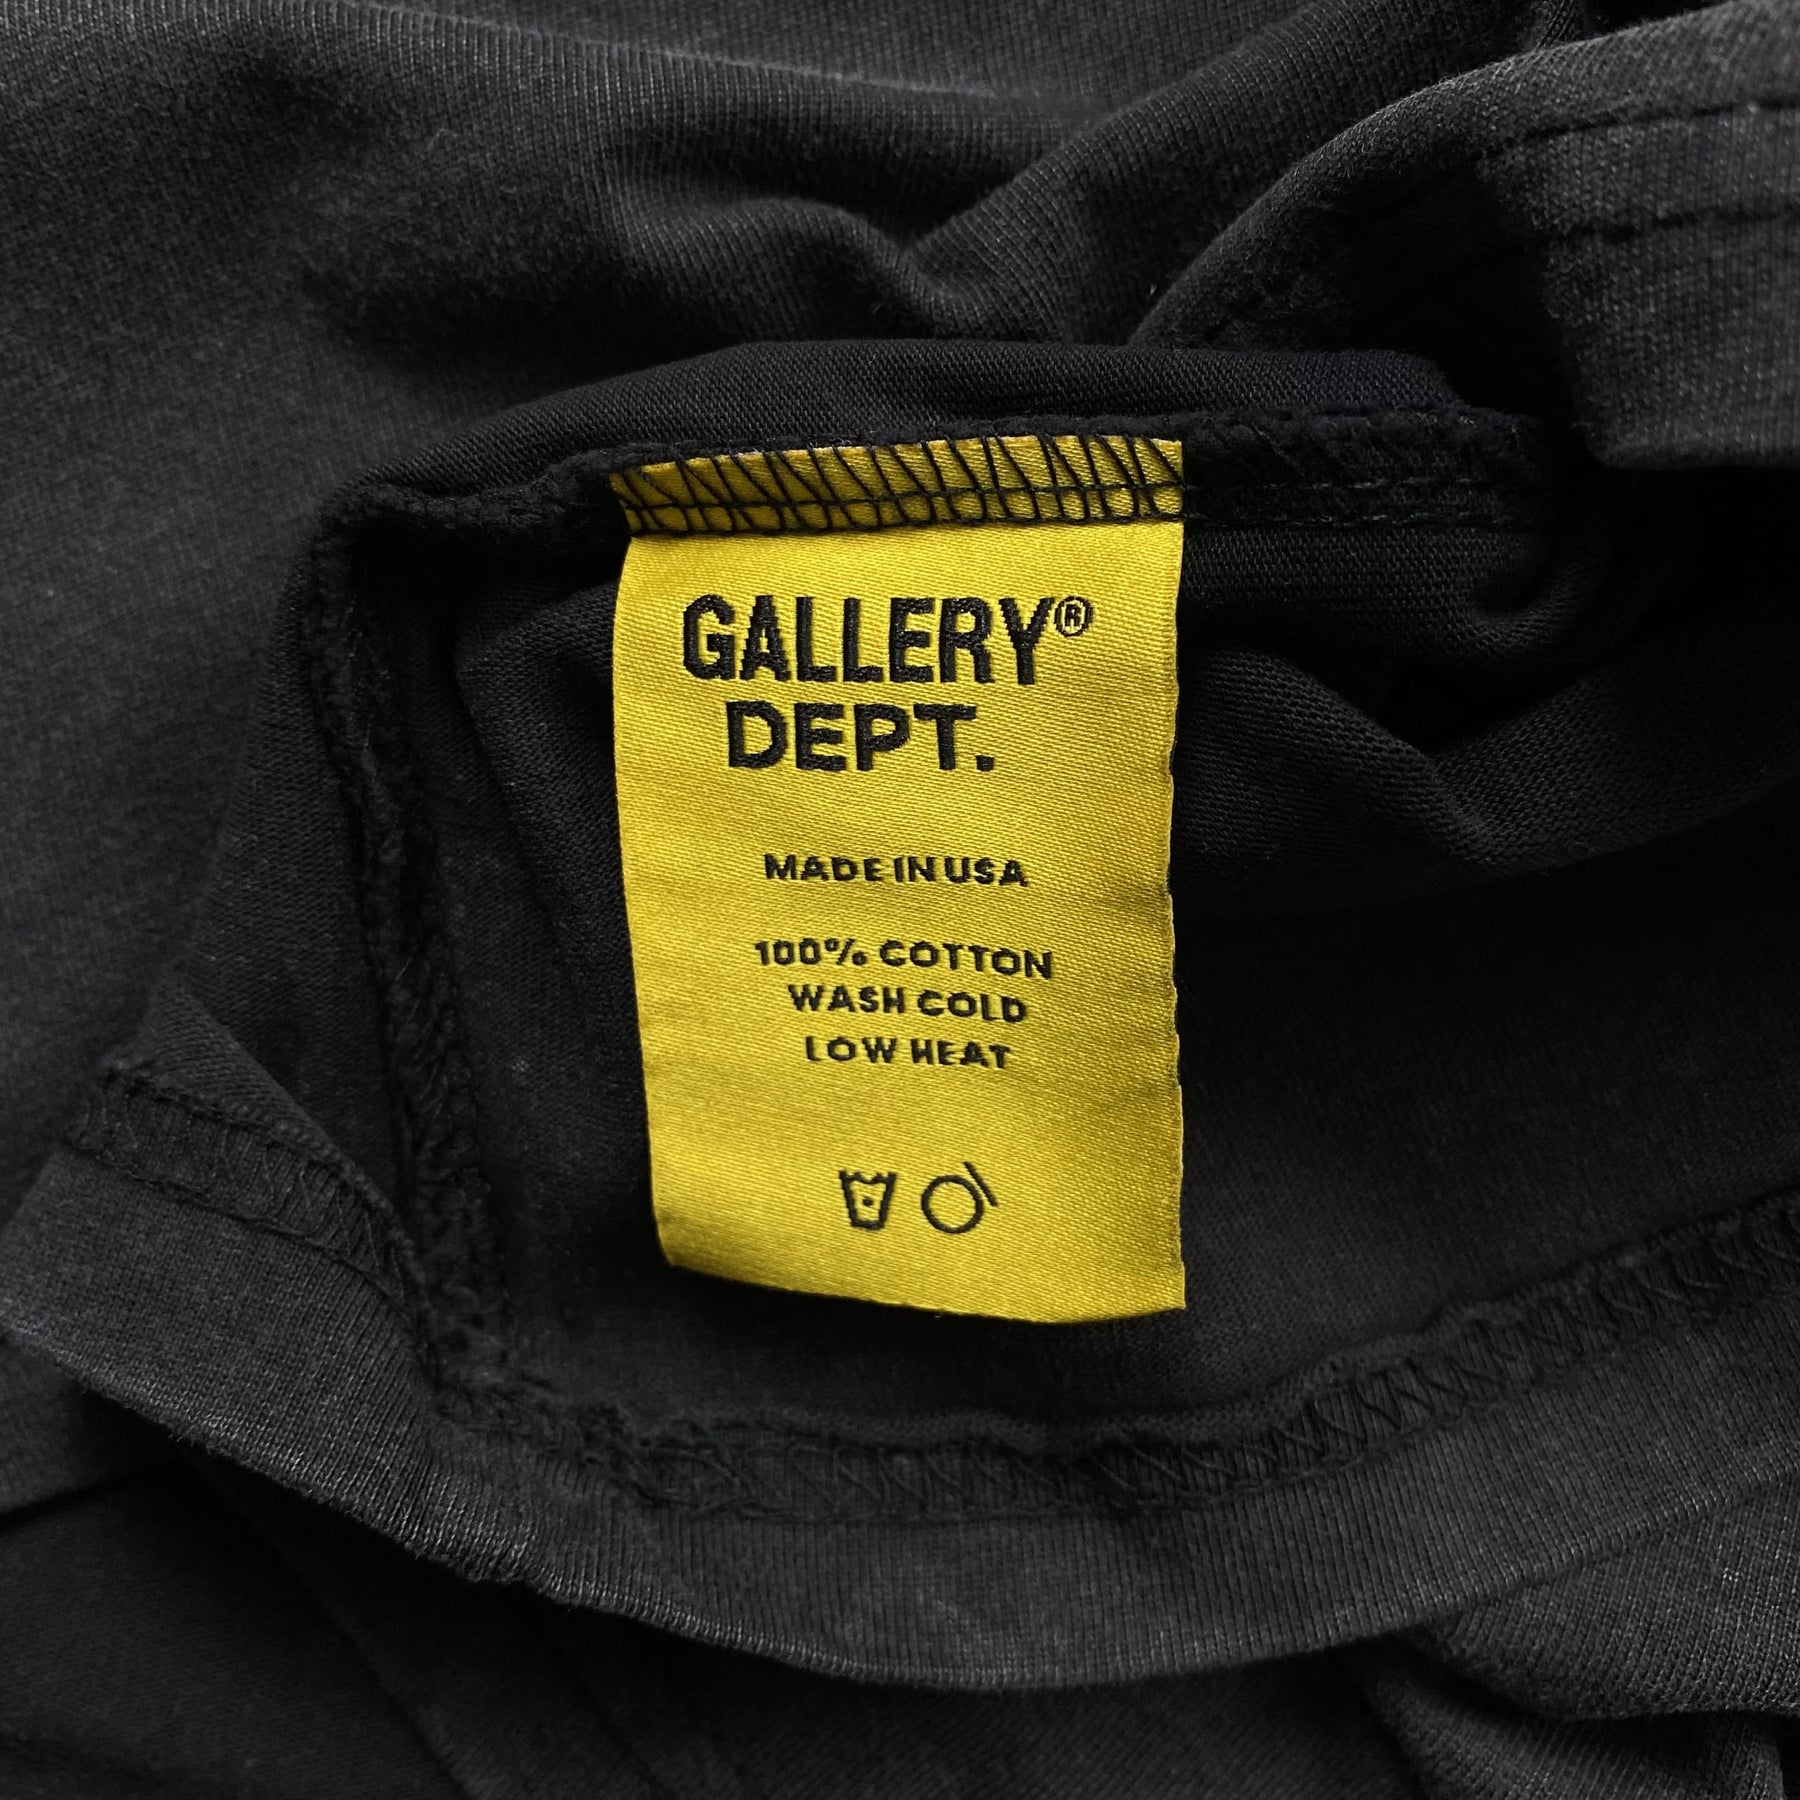 GALLERY®
DEPT.
MADE IN USA
100% COTTON
WASH COLD
LOW HEAT